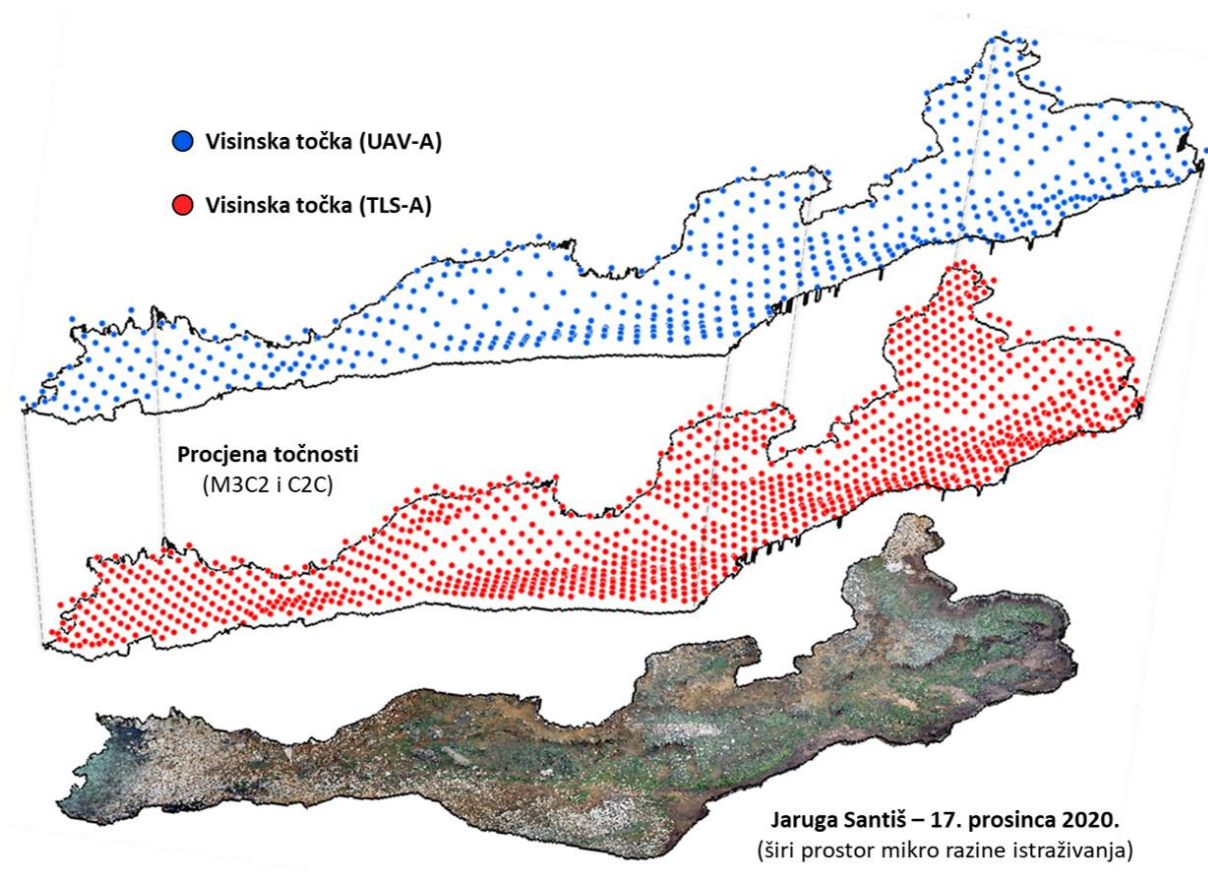 Visinska točka (UAV-A)
Visinska točka (TLS-A)
Procjena točnosti
(M3C2 i C2C)
Jaruga Santiš – 17. prosinca 2020.
(širi prostor mikro razine istraživanja)